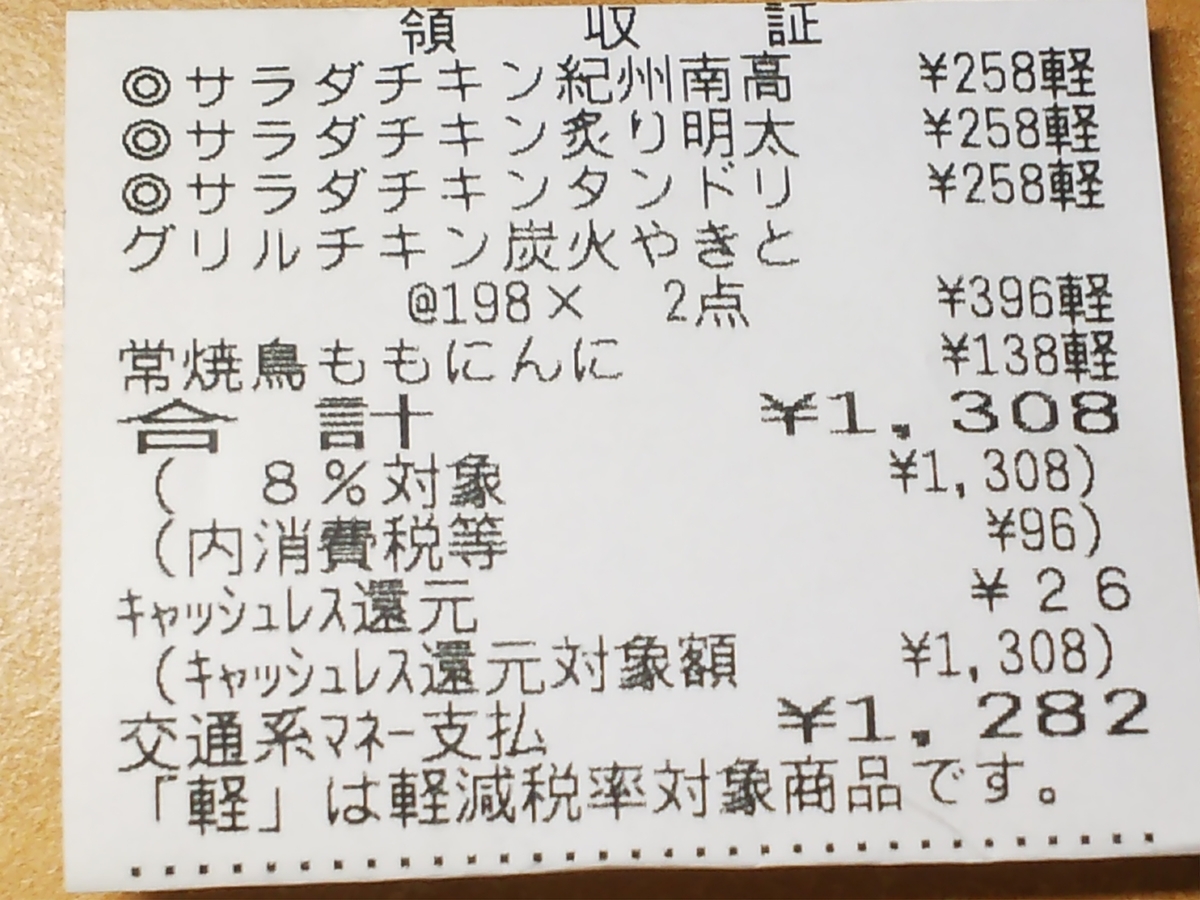 領収証
◎サラダチキン紀州南高 ¥258軽
◎サラダチキン炙り明太 ¥258軽
◎サラダチキンタンドリ ¥258軽
グリルチキン炭火やきと
@198× 2点 ¥396軽
常焼鳥ももにんに ¥138軽
合計 ¥1,308
( 8%対象 ¥1,308)
(内消費税等 ¥96)
キャッシュレス還元 ¥26
(キャッシュレス還元対象額 ¥1,308)
交通系マネー支払 ¥1,282
「軽」は軽減税率対象商品です。